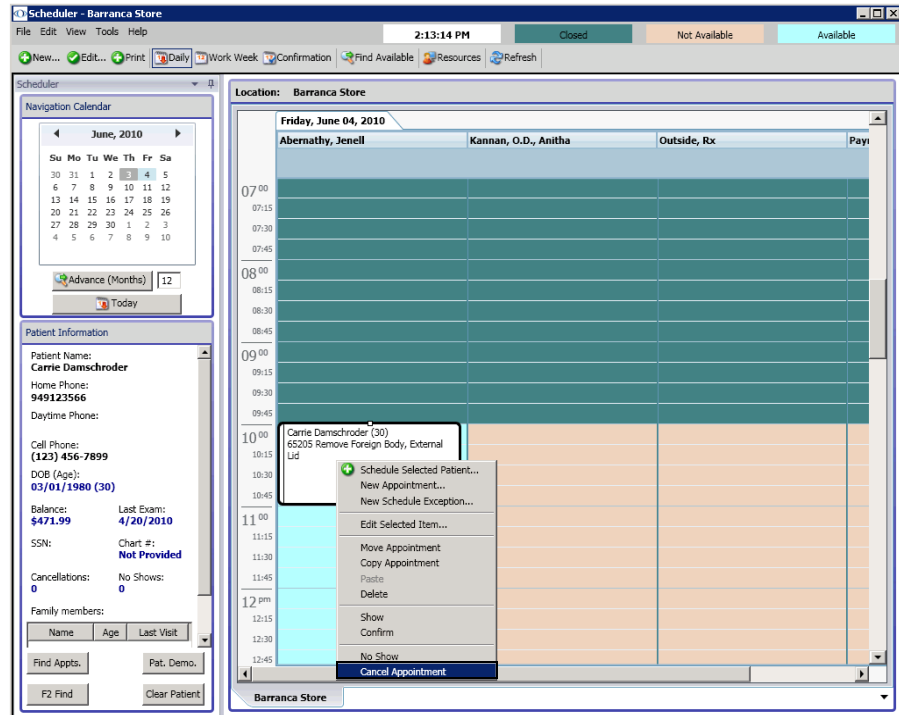 Scheduler - Barranca Store
File Edit View Tools Help
2:13:14 PM Closed Not Available Available
New... Edit... Print Daily Work Week Confirmation Find Available Resources Refresh
Scheduler
Navigation Calendar
June, 2010
Su Mo Tu We Th Fr Sa
30 31 1 2 3 4 5
6 7 8 9 10 11 12
13 14 15 16 17 18 19
20 21 22 23 24 25 26
27 28 29 30 1 2 3
4 5 6 7 8 9 10
Advance (Months) 12
Today
Patient Information
Patient Name:
Carrie Damschroder
Home Phone:
949123566
Daytime Phone:
Cell Phone:
(123) 456-7899
DOB (Age):
03/01/1980 (30)
Balance: Last Exam:
$471.99 4/20/2010
SSN: Chart #:
Not Provided
Cancellations: No Shows:
0 0
Family members:
Name Age Last Visit
Find Appts. Pat. Demo.
F2 Find Clear Patient
Location: Barranca Store
Friday, June 04, 2010
Abernathy, Jenell Kannan, O.D., Anitha Outside, Rx
07 00
07:15
07:30
07:45
08 00
08:15
08:30
08:45
09 00
09:15
09:30
09:45
10 00
10:15
10:30
10:45
11 00
11:15
11:30
11:45
12 pm
12:15
12:30
12:45
Carrie Damschroder (30)
65205 Remove Foreign Body, External
Lid
Schedule Selected Patient...
New Appointment...
New Schedule Exception...
Edit Selected Item...
Move Appointment
Copy Appointment
Paste
Delete
Show
Confirm
No Show
Cancel Appointment
Barranca Store